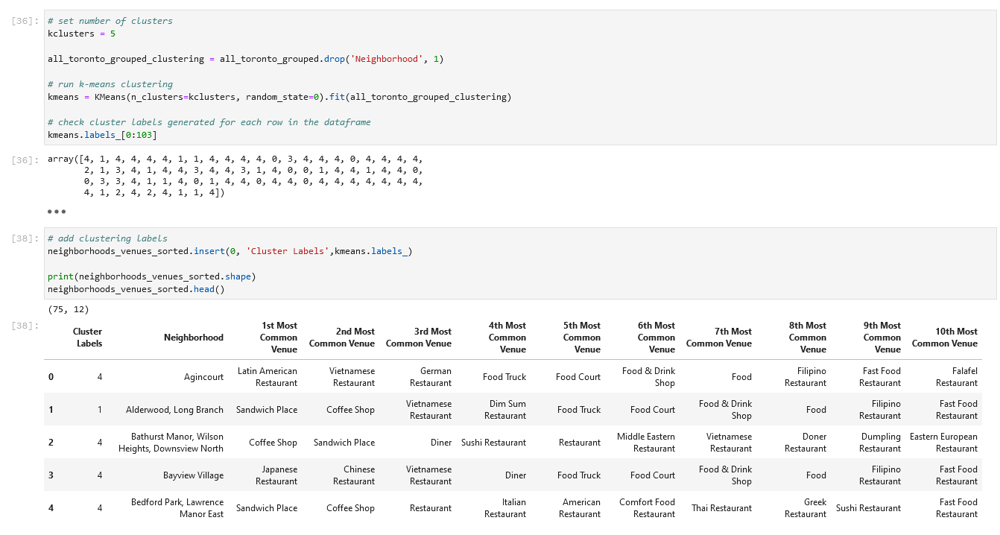 [36]:
# set number of clusters
kclusters = 5
all_toronto_grouped_clustering = all_toronto_grouped.drop('Neighborhood', 1)
# run k-means clustering
kmeans = KMeans(n_clusters=kclusters, random_state=0).fit(all_toronto_grouped_clustering)
# check cluster labels generated for each row in the dataframe
kmeans.labels_[0:103]
[36]:
array([4, 1, 4, 4, 4, 4, 1, 1, 4, 4, 4, 4, 0, 3, 4, 4, 4, 0, 4, 4, 4, 4,
2, 1, 3, 4, 1, 4, 4, 3, 4, 4, 3, 1, 4, 0, 0, 1, 4, 4, 1, 4, 4, 0,
0, 3, 3, 4, 1, 1, 4, 0, 1, 4, 4, 0, 4, 4, 0, 4, 4, 4, 4, 4, 4, 4,
4, 1, 2, 4, 2, 4, 1, 1, 4])
[38]:
# add clustering labels
neighborhoods_venues_sorted.insert(0, 'Cluster Labels',kmeans.labels_)
print(neighborhoods_venues_sorted.shape)
neighborhoods_venues_sorted.head()
(75, 12)
[38]:
Cluster Labels Neighborhood 1st Most Common Venue 2nd Most Common Venue 3rd Most Common Venue 4th Most Common Venue 5th Most Common Venue 6th Most Common Venue 7th Most Common Venue 8th Most Common Venue 9th Most Common Venue 10th Most Common Venue
0 4 Agincourt Latin American Restaurant Vietnamese Restaurant German Restaurant Food Truck Food Court Food & Drink Shop Food Filipino Restaurant Fast Food Restaurant Falafel Restaurant
1 1 Alderwood, Long Branch Sandwich Place Coffee Shop Vietnamese Restaurant Dim Sum Restaurant Food Truck Food Court Food & Drink Shop Food Filipino Restaurant Fast Food Restaurant
2 4 Bathurst Manor, Wilson Heights, Downsview North Coffee Shop Sandwich Place Diner Sushi Restaurant Restaurant Middle Eastern Restaurant Vietnamese Restaurant Doner Restaurant Dumpling Restaurant Eastern European Restaurant
3 4 Bayview Village Japanese Restaurant Chinese Restaurant Vietnamese Restaurant Diner Food Truck Food Court Food & Drink Shop Food Filipino Restaurant Fast Food Restaurant
4 4 Bedford Park, Lawrence Manor East Sandwich Place Coffee Shop Restaurant Italian Restaurant American Restaurant Comfort Food Restaurant Thai Restaurant Greek Restaurant Sushi Restaurant Fast Food Restaurant